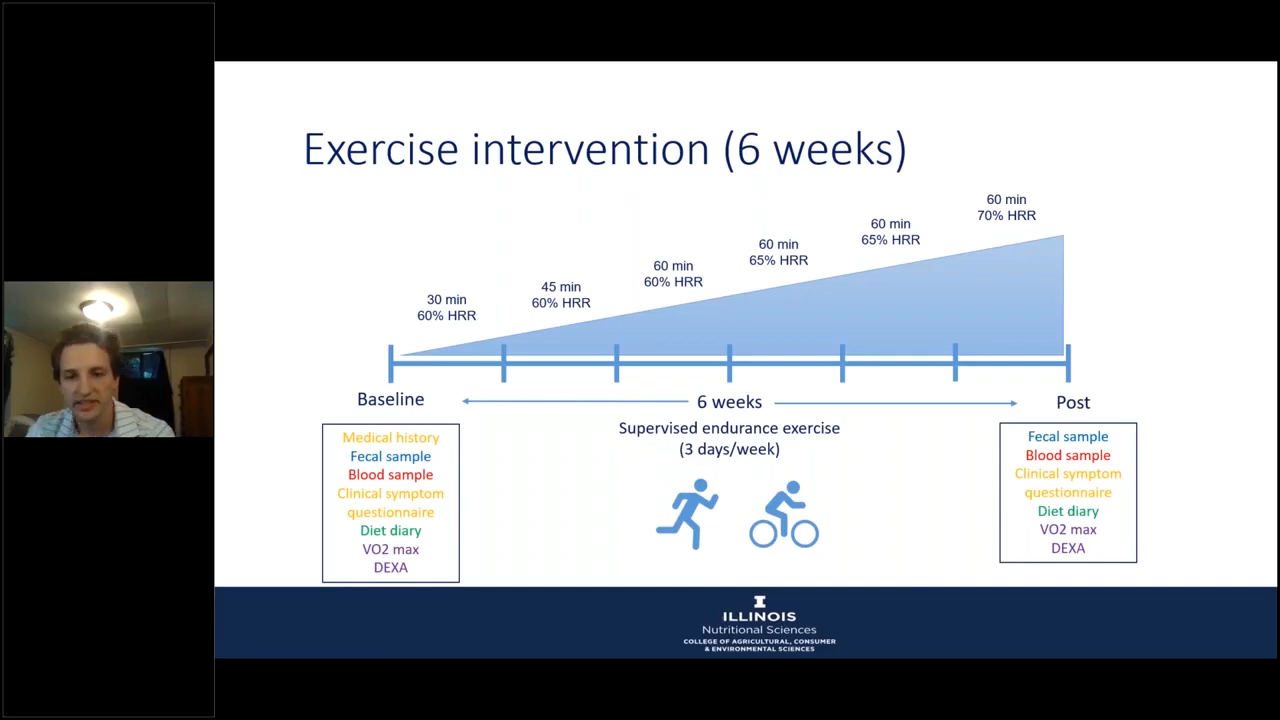 Exercise intervention (6 weeks)
30 min
60% HRR
45 min
60% HRR
60 min
60% HRR
60 min
65% HRR
60 min
65% HRR
60 min
70% HRR
Baseline
6 weeks
Post
Supervised endurance exercise
(3 days/week)
Medical history
Fecal sample
Blood sample
Clinical symptom
questionnaire
Diet diary
VO2 max
DEXA
Fecal sample
Blood sample
Clinical symptom
questionnaire
Diet diary
VO2 max
DEXA
I
ILLINOIS
Nutritional Sciences
COLLEGE OF AGRICULTURAL, CONSUMER
& ENVIRONMENTAL SCIENCES